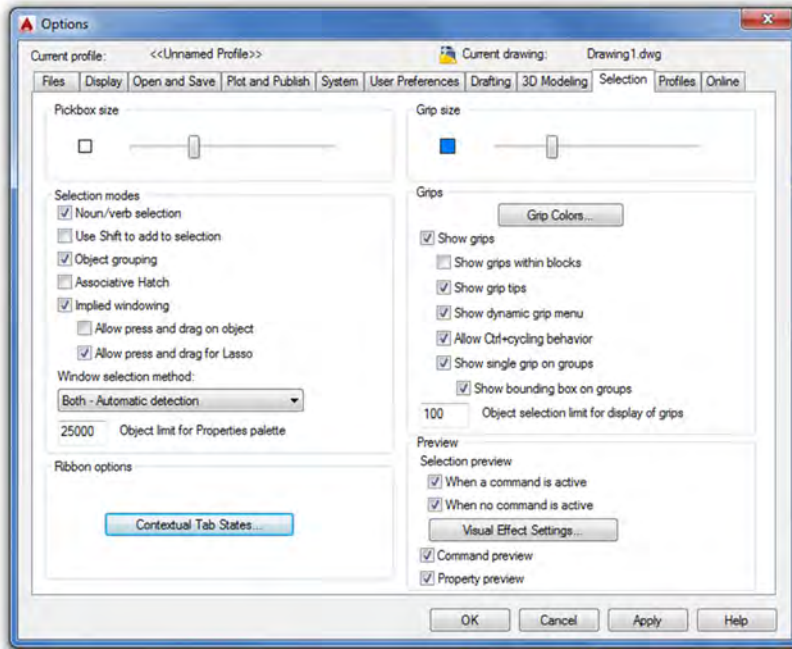 Options
Current profile: <<Unnamed Profile>> Current drawing: Drawing1.dwg
Files Display Open and Save Plot and Publish System User Preferences Drafting 3D Modeling Selection Profiles Online
Pickbox size
Selection modes
Noun/verb selection
Use Shift to add to selection
Object grouping
Associative Hatch
Implied windowing
Allow press and drag on object
Allow press and drag for Lasso
Window selection method:
Both - Automatic detection
25000 Object limit for Properties palette
Ribbon options
Contextual Tab States...
Grip size
Grips
Grip Colors...
Show grips
Show grips within blocks
Show grip tips
Show dynamic grip menu
Allow Ctrl+cycling behavior
Show single grip on groups
Show bounding box on groups
100 Object selection limit for display of grips
Preview
Selection preview
When a command is active
When no command is active
Visual Effect Settings...
Command preview
Property preview
OK Cancel Apply Help